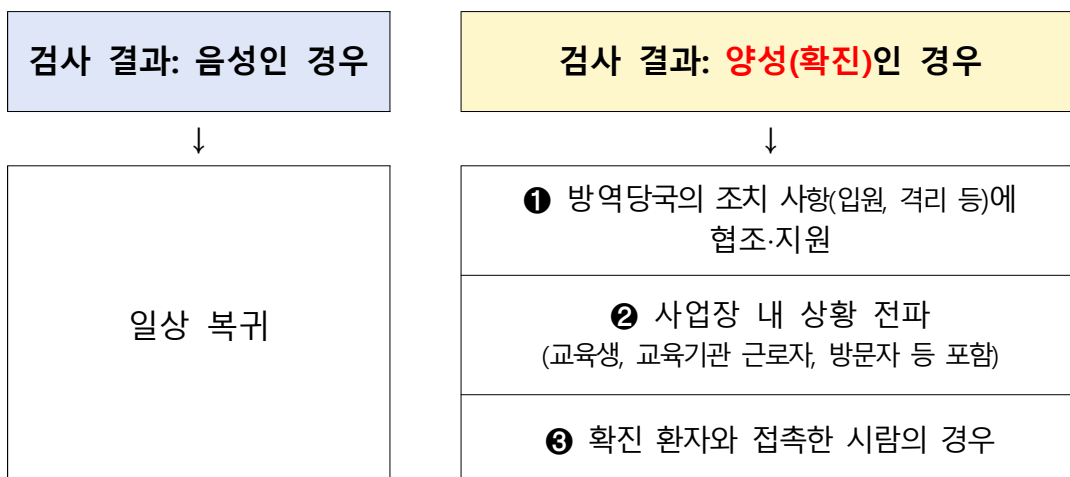 검사 결과: 음성인 경우
↓
일상 복귀
검사 결과: 양성(확진)인 경우
↓
❶ 방역당국의 조치 사항(입원, 격리 등)에
협조·지원
❷ 사업장 내 상황 전파
(교육생, 교육기관 근로자, 방문자 등 포함)
❸ 확진 환자와 접촉한 시람의 경우